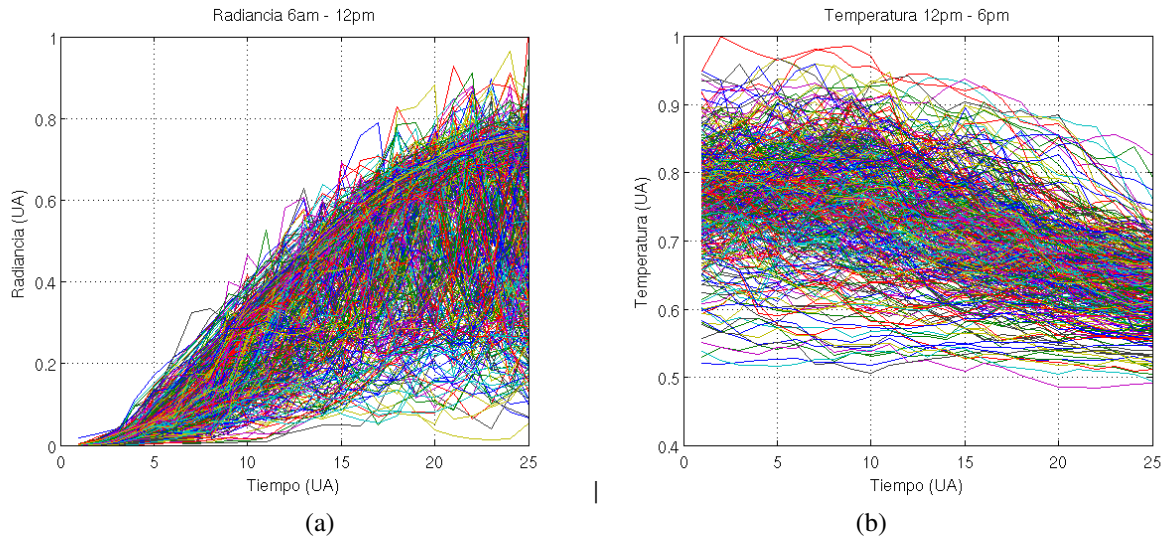 Radiancia 6am - 12pm
1
0.8
0.6
0.4
0.2
0
Radiancia (UA)
0 5 10 15 20 25
Tiempo (UA)
(a)
|
Temperatura 12pm - 6pm
1
0.9
0.8
0.7
0.6
0.5
0.4
Temperatura (UA)
0 5 10 15 20 25
Tiempo (UA)
(b)